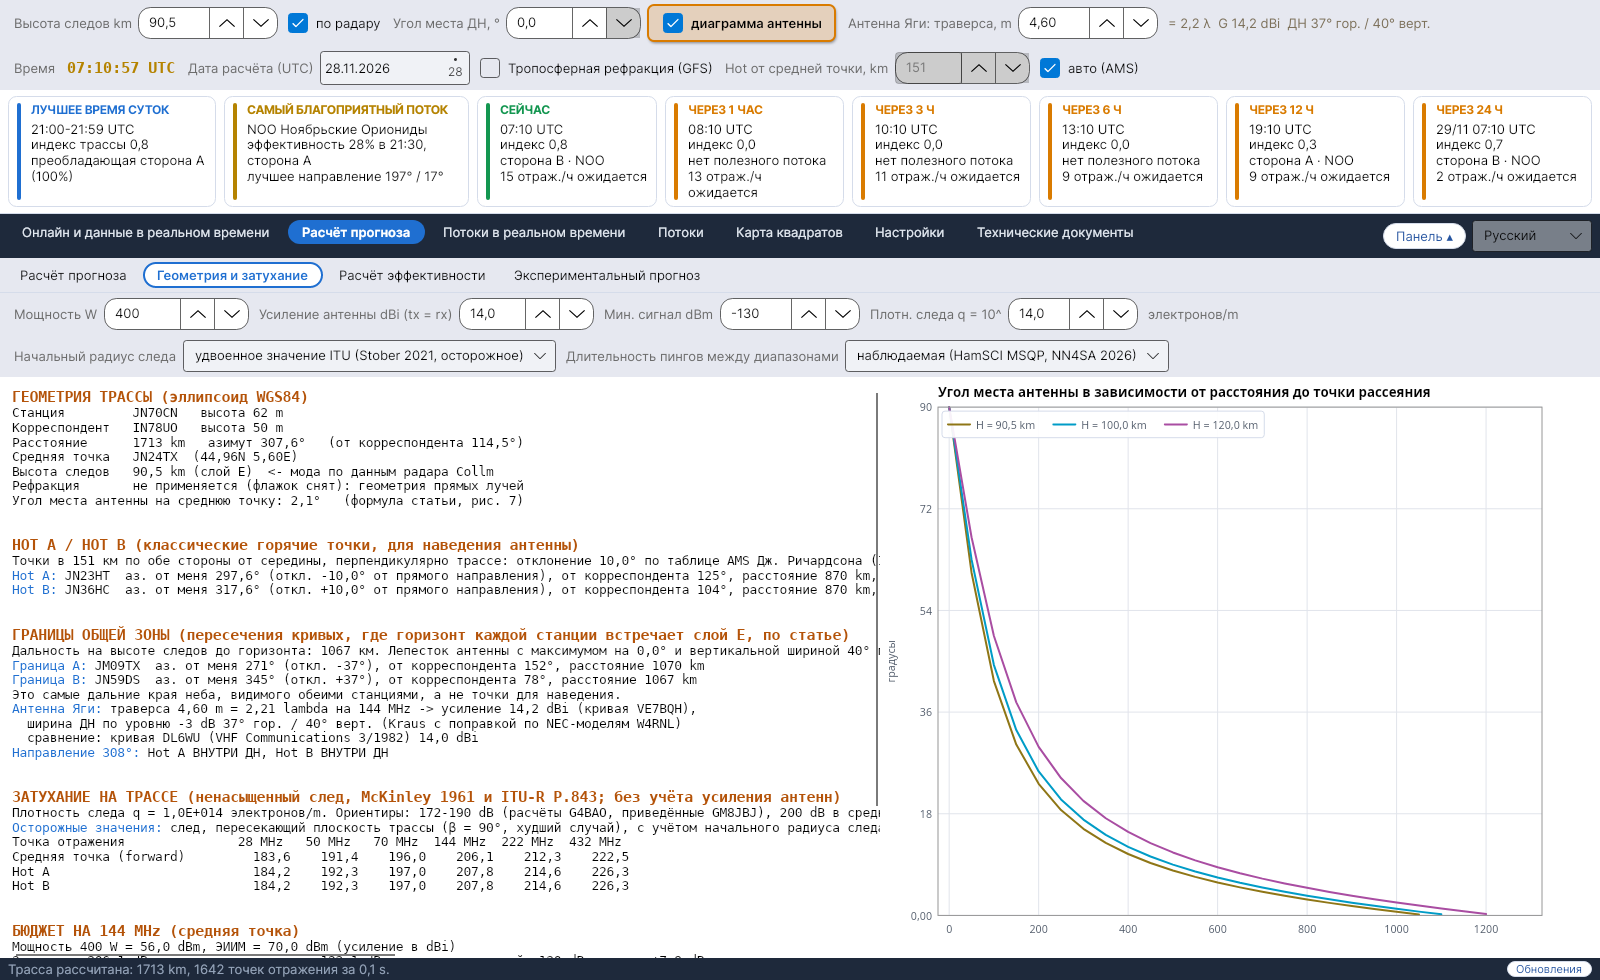 Высота следов km 90,5 по радару Угол места ДН, ° 0,0 диаграмма антенны Антенна Яги: траверса, m 4,60 = 2,2 λ G 14,2 dBi ДН 37° гор. / 40° верт.
Время 07:10:57 UTC Дата расчёта (UTC) 28.11.2026 28 Тропосферная рефракция (GFS) Hot от средней точки, km 151 авто (AMS)
ЛУЧШЕЕ ВРЕМЯ СУТОК
21:00-21:59 UTC
индекс трассы 0,8
преобладающая сторона A
(100%)
САМЫЙ БЛАГОПРИЯТНЫЙ ПОТОК
NOO Ноябрьские Ориониды
эффективность 28% в 21:30,
сторона A
лучшее направление 197° / 17°
СЕЙЧАС
07:10 UTC
индекс 0,8
сторона B · NOO
15 отраж./ч ожидается
ЧЕРЕЗ 1 ЧАС
08:10 UTC
индекс 0,0
нет полезного потока
13 отраж./ч
ожидается
ЧЕРЕЗ 3 Ч
10:10 UTC
индекс 0,0
нет полезного потока
11 отраж./ч ожидается
ЧЕРЕЗ 6 Ч
13:10 UTC
индекс 0,0
нет полезного потока
9 отраж./ч ожидается
ЧЕРЕЗ 12 Ч
19:10 UTC
индекс 0,3
сторона A · NOO
9 отраж./ч ожидается
ЧЕРЕЗ 24 Ч
29/11 07:10 UTC
индекс 0,7
сторона B · NOO
2 отраж./ч ожидается
Онлайн и данные в реальном времени Расчёт прогноза Потоки в реальном времени Потоки Карта квадратов Настройки Технические документы Панель ▴ Русский
Расчёт прогноза Геометрия и затухание Расчёт эффективности Экспериментальный прогноз
Мощность W 400 Усиление антенны dBi (tx = rx) 14,0 Мин. сигнал dBm -130 Плотн. следа q = 10^ 14,0 электронов/m
Начальный радиус следа удвоенное значение ITU (Stober 2021, осторожное) Длительность пингов между диапазонами наблюдаемая (HamSCI MSQP, NN4SA 2026)
ГЕОМЕТРИЯ ТРАССЫ (эллипсоид WGS84)
Станция JN70CN высота 62 m
Корреспондент IN78UO высота 50 m
Расстояние 1713 km азимут 307,6° (от корреспондента 114,5°)
Средняя точка JN24TX (44,96N 5,60E)
Высота следов 90,5 km (слой E) <- мода по данным радара Collm
Рефракция не применяется (флажок снят): геометрия прямых лучей
Угол места антенны на среднюю точку: 2,1° (формула статьи, рис. 7)
HOT A / HOT B (классические горячие точки, для наведения антенны)
Точки в 151 км по обе стороны от середины, перпендикулярно трассе: отклонение 10,0° по таблице AMS Дж. Ричардсона
Hot A: JN23HT аз. от меня 297,6° (откл. -10,0° от прямого направления), от корреспондента 125°, расстояние 870 km,
Hot B: JN36HC аз. от меня 317,6° (откл. +10,0° от прямого направления), от корреспондента 104°, расстояние 870 km,
ГРАНИЦЫ ОБЩЕЙ ЗОНЫ (пересечения кривых, где горизонт каждой станции встречает слой E, по статье)
Дальность на высоте следов до горизонта: 1067 км. Лепесток антенны с максимумом на 0,0° и вертикальной шириной 40°
Граница A: JM09TX аз. от меня 271° (откл. -37°), от корреспондента 152°, расстояние 1070 km
Граница B: JN59DS аз. от меня 345° (откл. +37°), от корреспондента 78°, расстояние 1067 km
Это самые дальние края неба, видимого обеими станциями, а не точки для наведения.
Антенна Яги: траверса 4,60 m = 2,21 lambda на 144 MHz -> усиление 14,2 dBi (кривая VE7BQH),
ширина ДН по уровню -3 dB 37° гор. / 40° верт. (Kraus с поправкой по NEC-моделям W4RNL)
сравнение: кривая DL6WU (VHF Communications 3/1982) 14,0 dBi
Направление 308°: Hot A ВНУТРИ ДН, Hot B ВНУТРИ ДН
ЗАТУХАНИЕ НА ТРАССЕ (ненасыщенный след, McKinley 1961 и ITU-R P.843; без учёта усиления антенн)
Плотность следа q = 1,0E+014 электронов/m. Ориентиры: 172-190 dB (расчёты G4BAO, приведённые GM8JBJ), 200 dB в
Осторожные значения: след, пересекающий плоскость трассы (β = 90°, худший случай), с учётом начального радиуса
Точка отражения 28 MHz 50 MHz 70 MHz 144 MHz 222 MHz 432 MHz
Средняя точка (forward) 183,6 191,4 196,0 206,1 212,3 222,5
Hot A 184,2 192,3 197,0 207,8 214,6 226,3
Hot B 184,2 192,3 197,0 207,8 214,6 226,3
БЮДЖЕТ НА 144 MHz (средняя точка)
Мощность 400 W = 56,0 dBm, ЭИИМ = 70,0 dBm (усиление в dBi)
Угол места антенны в зависимости от расстояния до точки рассеяния
H = 90,5 km H = 100,0 km H = 120,0 km
90
72
54
36
18
0,00
градусы
0 200 400 600 800 1000 1200
Трасса рассчитана: 1713 km, 1642 точек отражения за 0,1 s. Обновления